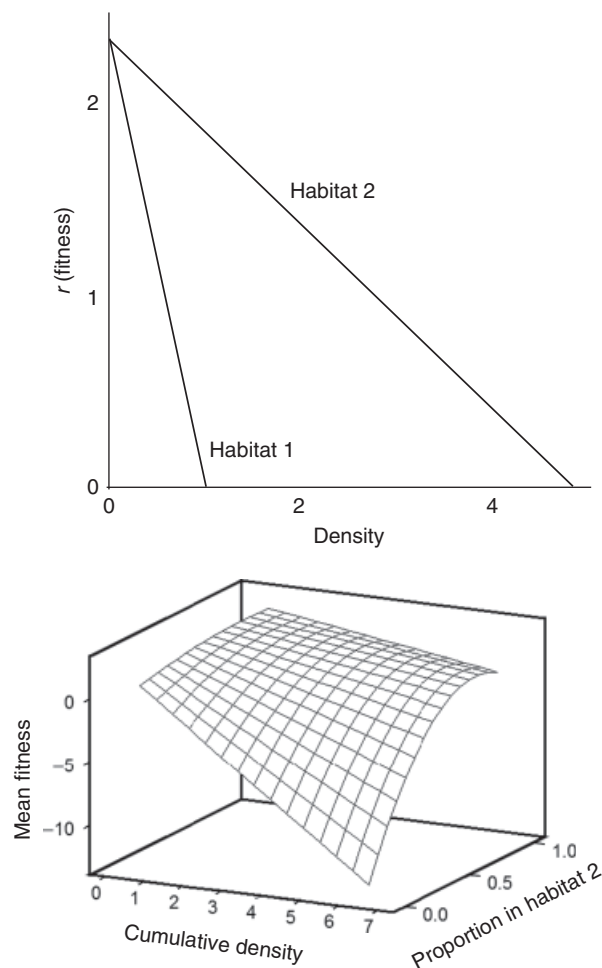 2
Habitat 2
r (fitness)
1
Habitat 1
0
0 2 4
Density
0
Mean fitness
–5
–10
1.0
0.5
0.0
Proportion in habitat 2
0 1 2 3 4 5 6 7
Cumulative density